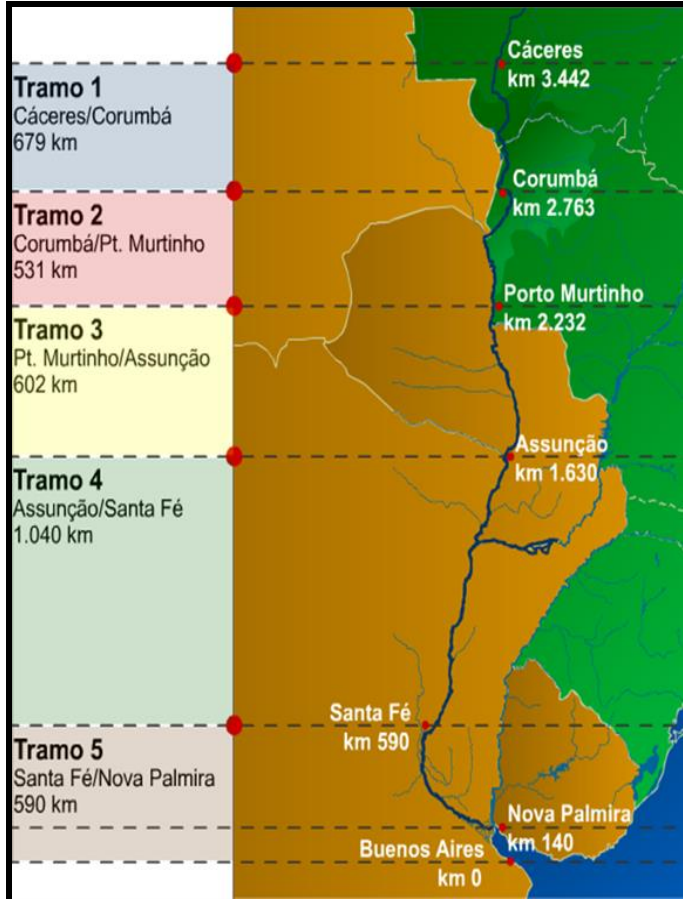 Tramo 1
Cáceres/Corumbá
679 km
Tramo 2
Corumbá/Pt. Murtinho
531 km
Tramo 3
Pt. Murtinho/Assunção
602 km
Tramo 4
Assunção/Santa Fé
1.040 km
Tramo 5
Santa Fé/Nova Palmira
590 km
Cáceres
km 3.442
Corumbá
km 2.763
Porto Murtinho
km 2.232
Assunção
km 1.630
Santa Fé
km 590
Nova Palmira
km 140
Buenos Aires
km 0